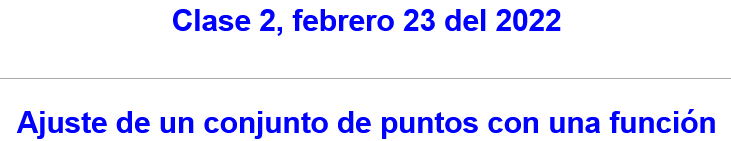 Clase 2, febrero 23 del 2022
Ajuste de un conjunto de puntos con una función